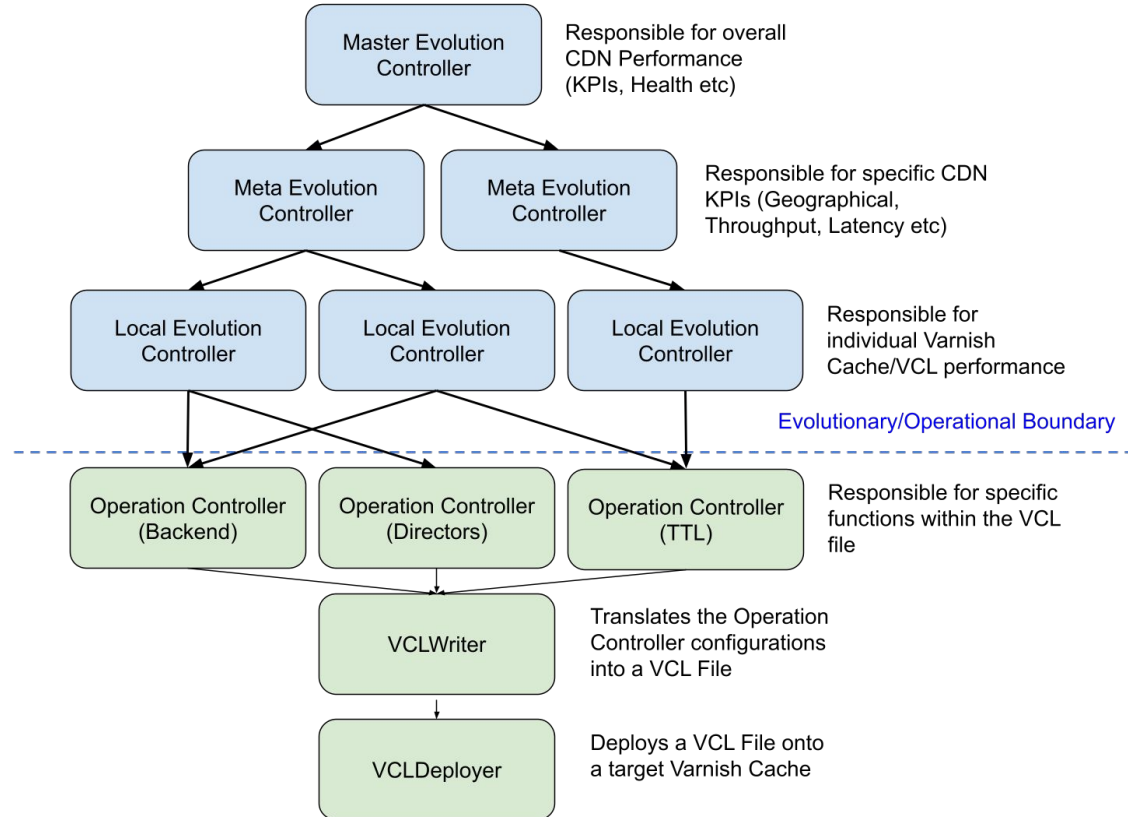 Master Evolution
Controller
Responsible for overall
CDN Performance
(KPIs, Health etc)
Meta Evolution
Controller
Meta Evolution
Controller
Responsible for specific CDN
KPIs (Geographical,
Throughput, Latency etc)
Local Evolution
Controller
Local Evolution
Controller
Local Evolution
Controller
Responsible for
individual Varnish
Cache/VCL performance
Evolutionary/Operational Boundary
Operation Controller
(Backend)
Operation Controller
(Directors)
Operation Controller
(TTL)
Responsible for specific
functions within the VCL
file
VCLWriter
Translates the Operation
Controller configurations
into a VCL File
VCLDeployer
Deploys a VCL File onto
a target Varnish Cache